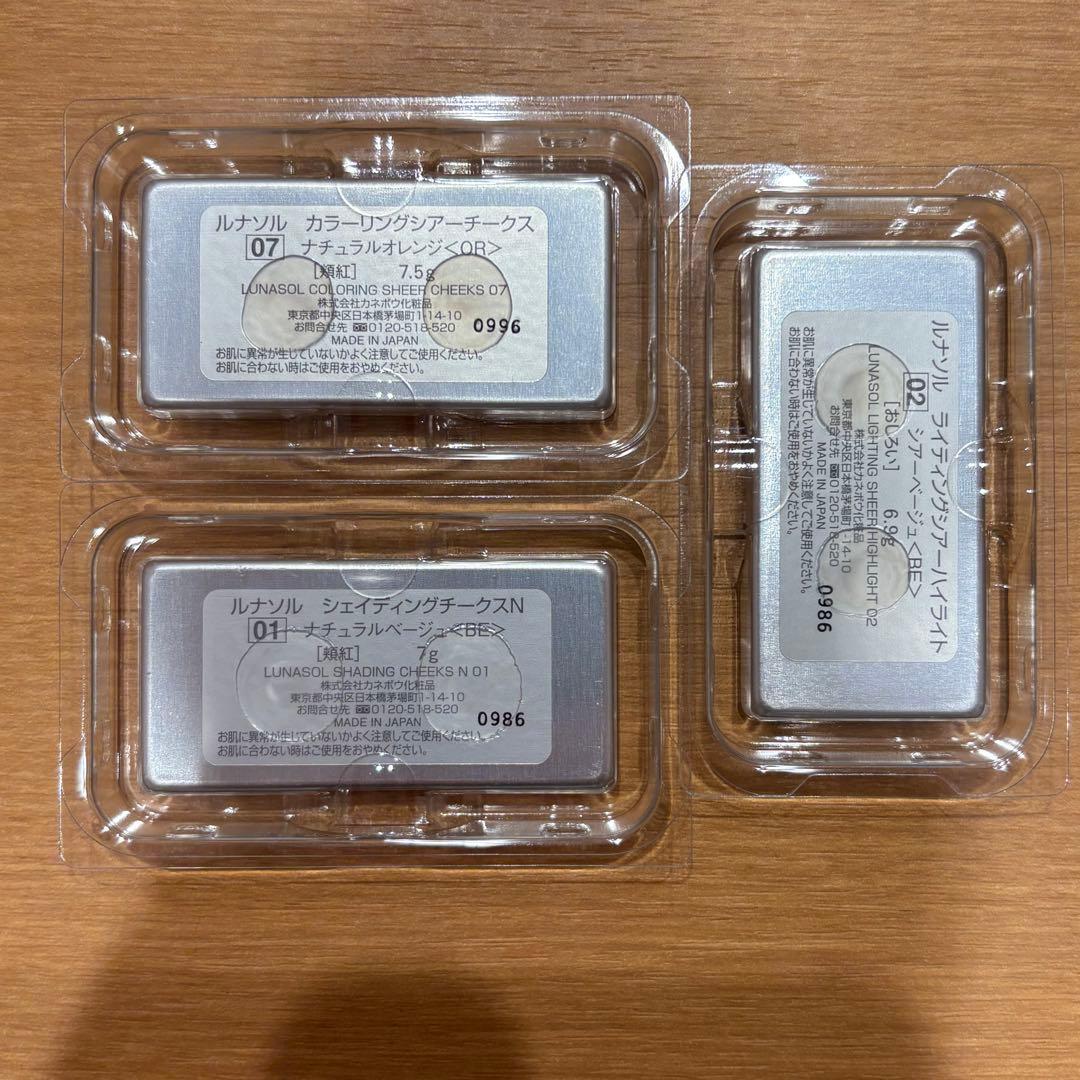 ルナソル カラーリングシアーチークス
07 ナチュラルオレンジ<OR>
[頬紅] 7.5g
LUNASOL COLORING SHEER CHEEKS 07
株式会社カネボウ化粧品
東京都中央区日本橋茅場町1-14-10
お問合せ先 0120-518-520 0996
MADE IN JAPAN
お肌に異常が生じていないかよく注意してご使用ください。
お肌に合わない時はご使用をおやめください。
ルナソル シェイディングチークスN
01 ナチュラルベージュ<BE>
[頬紅] 7g
LUNASOL SHADING CHEEKS N 01
株式会社カネボウ化粧品
東京都中央区日本橋茅場町1-14-10
お問合せ先 0120-518-520
MADE IN JAPAN 0986
お肌に異常が生じていないかよく注意してご使用ください。
お肌に合わない時はご使用をおやめください。
ルナソル ライティングシアーハイライト
02 シアーベージュ<BE>
[おしろい] 6.9g
LUNASOL LIGHTING SHEER HIGHLIGHT 02
株式会社カネボウ化粧品
東京都中央区日本橋茅場町1-14-10
お問合せ先 0120-518-520 0986
MADE IN JAPAN
お肌に異常が生じていないかよく注意してご使用ください。
お肌に合わない時はご使用をおやめください。